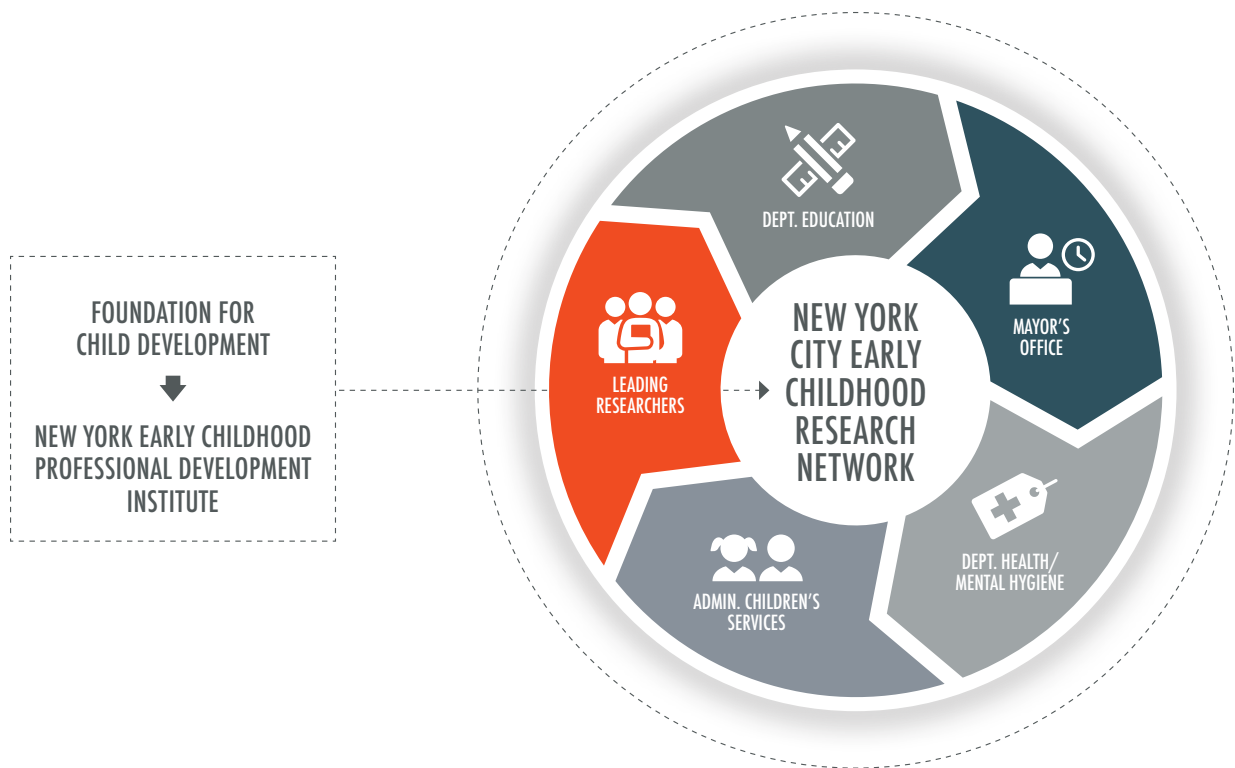 FOUNDATION FOR
CHILD DEVELOPMENT
NEW YORK EARLY CHILDHOOD
PROFESSIONAL DEVELOPMENT
INSTITUTE
DEPT. EDUCATION
MAYOR'S
OFFICE
DEPT. HEALTH/
MENTAL HYGIENE
ADMIN. CHILDREN'S
SERVICES
LEADING
RESEARCHERS
NEW YORK
CITY EARLY
CHILDHOOD
RESEARCH
NETWORK